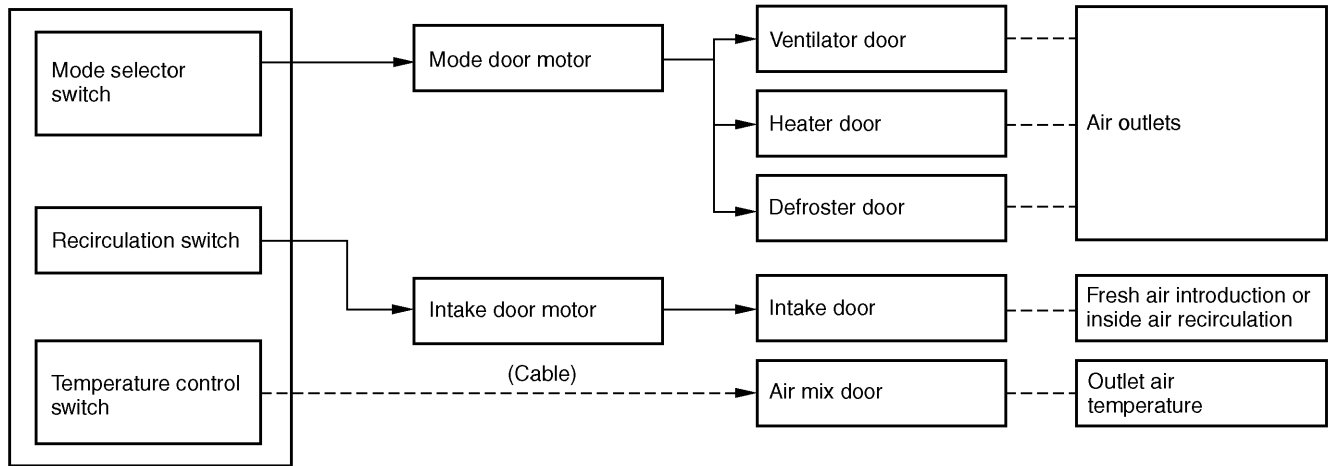 Mode selector
switch
Mode door motor
Ventilator door
Heater door
Defroster door
Air outlets
Recirculation switch
Intake door motor
Intake door
Fresh air introduction or
inside air recirculation
Temperature control
switch
(Cable)
Air mix door
Outlet air
temperature